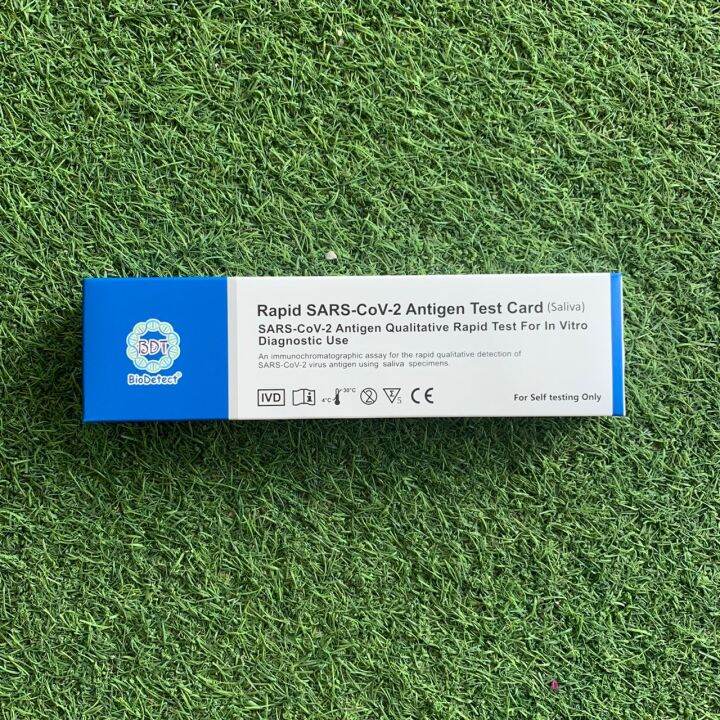 Rapid SARS-CoV-2 Antigen Test Card (Saliva)
SARS-CoV-2 Antigen Qualitative Rapid Test For In Vitro
Diagnostic Use
An immunochromatographic assay for the rapid qualitative detection of
SARS-CoV-2 virus antigen using saliva specimens.
BDT
BioDetect®
IVD
4°C 30°C
2
5
CE
For Self testing Only